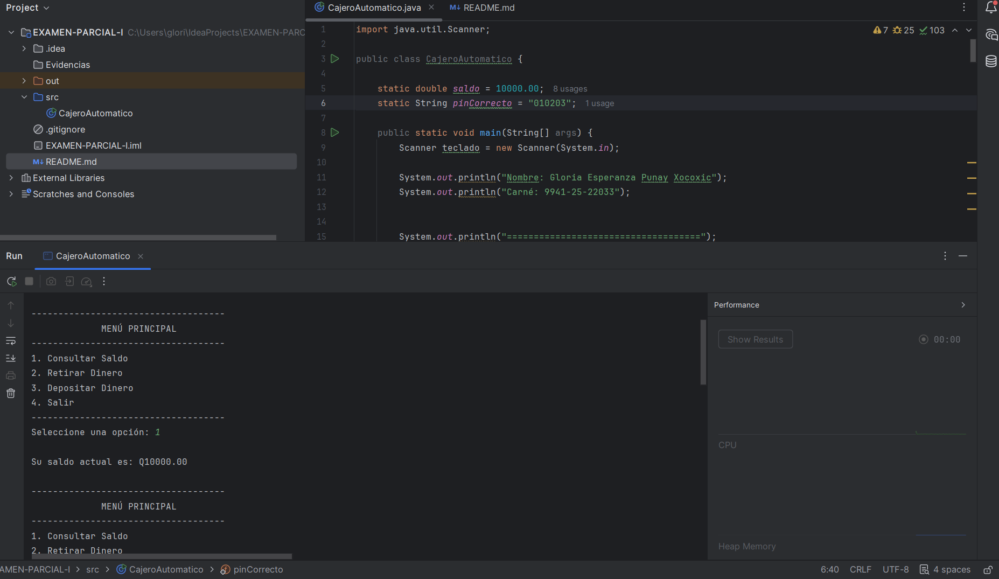 Project
EXAMEN-PARCIAL-I C:\Users\glori\IdeaProjects\EXAMEN-PARC
.idea
Evidencias
out
src
CajeroAutomatico
.gitignore
EXAMEN-PARCIAL-I.iml
M↓ README.md
External Libraries
Scratches and Consoles
CajeroAutomatico.java
M↓ README.md
7 25 103
1 import java.util.Scanner;
2
3 public class CajeroAutomatico {
4
5 static double saldo = 10000.00; 8 usages
6 static String pinCorrecto = "010203"; 1 usage
7
8 public static void main(String[] args) {
9 Scanner teclado = new Scanner(System.in);
10
11 System.out.println("Nombre: Gloria Esperanza Punay Xocoxic");
12 System.out.println("Carné: 9941-25-22033");
13
14
15 System.out.println("====================================");
Run CajeroAutomatico
------------------------------------
MENÚ PRINCIPAL
------------------------------------
1. Consultar Saldo
2. Retirar Dinero
3. Depositar Dinero
4. Salir
------------------------------------
Seleccione una opción: 1
Su saldo actual es: Q10000.00
------------------------------------
MENÚ PRINCIPAL
------------------------------------
1. Consultar Saldo
2. Retirar Dinero
Performance
Show Results 00:00
CPU
Heap Memory
AMEN-PARCIAL-I > src > CajeroAutomatico > pinCorrecto
6:40 CRLF UTF-8 4 spaces